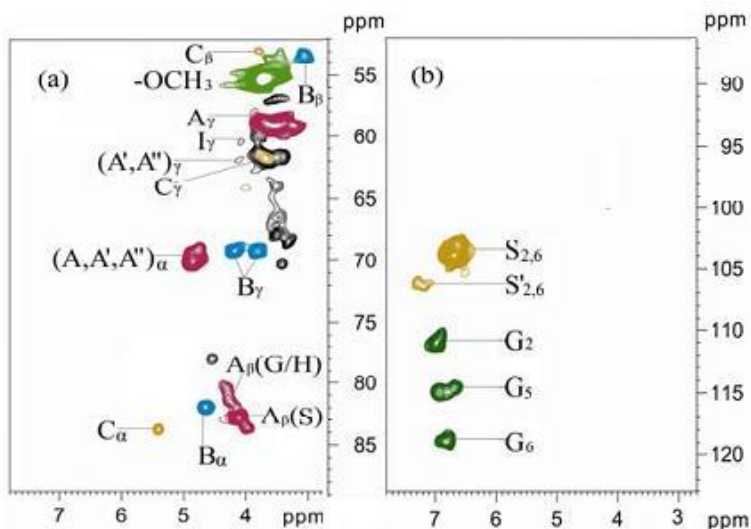 ppm
ppm
(a)
Cβ
-OCH3
Bβ
Aγ
Iγ
(A',A'')γ
Cγ
(A,A',A'')α
Bγ
Aβ(G/H)
Aβ(S)
Cα
Bα
55
60
65
70
75
80
85
7
6
5
4
ppm
(b)
S2,6
S'2,6
G2
G5
G6
90
95
100
105
110
115
120
7
6
5
4
3
ppm